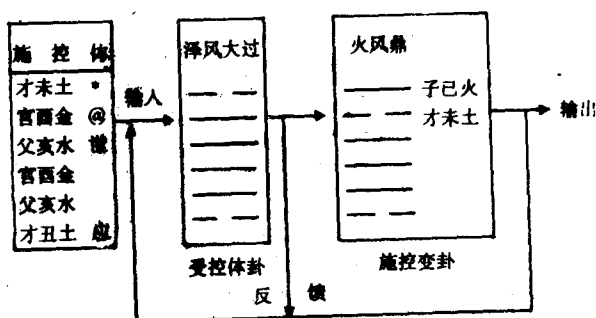 施 控 体
才未土 *
官酉金 @
父亥水
官酉金
父亥水
才丑土 应
输入
泽风大过
受控体卦
火风鼎
子巳火
才未土
施控变卦
输出
反 馈